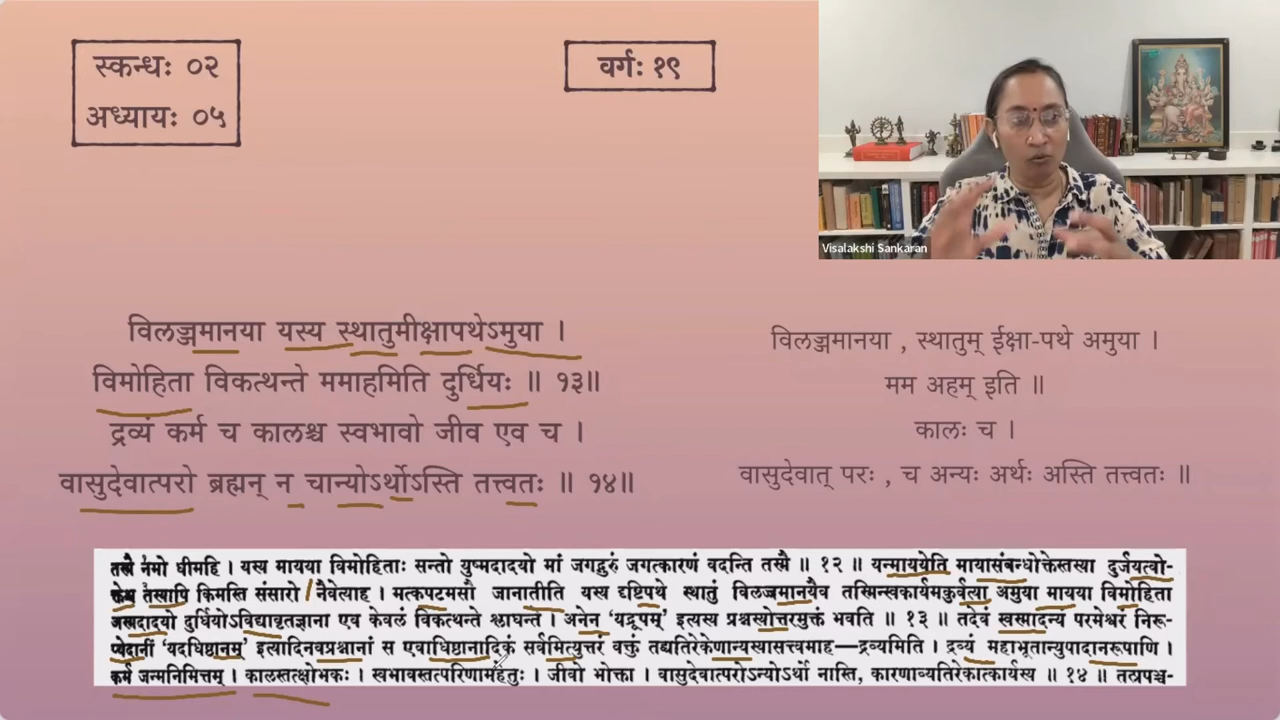 स्कन्धः ०२
अध्यायः ०५
वर्गः १९
Visalakshi Sankaran
विलज्जमानया यस्य स्थातुमीक्षापथेऽमुया ।
विमोहिता विकत्थन्ते ममाहमिति दुर्धियः ॥ १३॥
द्रव्यं कर्म च कालश्च स्वभावो जीव एव च ।
वासुदेवात्परो ब्रह्मन् न चान्योऽर्थोऽस्ति तत्त्वतः ॥ १४॥
विलज्जमानया , स्थातुम् ईक्षा-पथे अमुया ।
मम अहम् इति ॥
कालः च ।
वासुदेवात् परः , च अन्यः अर्थः अस्ति तत्त्वतः ॥
तस्मै नमो धीमहि । यस्य मायया विमोहिताः सन्तो युष्मदादयो मां जगद्गुरुं जगत्कारणं वदन्ति तस्मै ॥ १२ ॥ यन्माययेति मायासंबन्धोक्तेस्तस्या दुर्जयत्वो-
क्तेश्च तस्यापि किमस्ति संसारो नैवेत्याह । मत्कपटमसौ जानातीति यस्य दृष्टिपथे स्थातुं विलज्जमानयैव तस्मिन्स्वकार्यमकुर्वत्या अमुया मायया विमोहिता
अस्मदादयो दुर्धियोऽविद्यावृतज्ञाना एव केवलं विकत्थन्ते श्लाघन्ते । अनेन ‘यद्रूपम्’ इत्यस्य प्रश्नस्योत्तरमुक्तं भवति ॥ १३ ॥ तदेवं स्वस्मादन्यं परमेश्वरं निरू-
प्येदानीं ‘यदधिष्ठानम्’ इत्यादिनवप्रश्नानां स एवाधिष्ठानादिकं सर्वमित्युत्तरं वक्तुं तद्व्यतिरेकेणान्यस्यासत्त्वमाह—द्रव्यमिति । द्रव्यं महाभूतान्युपादानरूपाणि ।
कर्म जन्मनिमित्तम् । कालस्तत्क्षोभकः । स्वभावस्तत्परिणामहेतुः । जीवो भोक्ता । वासुदेवात्परोऽन्योऽर्थो नास्ति, कारणाव्यतिरेकात्कार्यस्य ॥ १४ ॥ तत्प्रपञ्च-